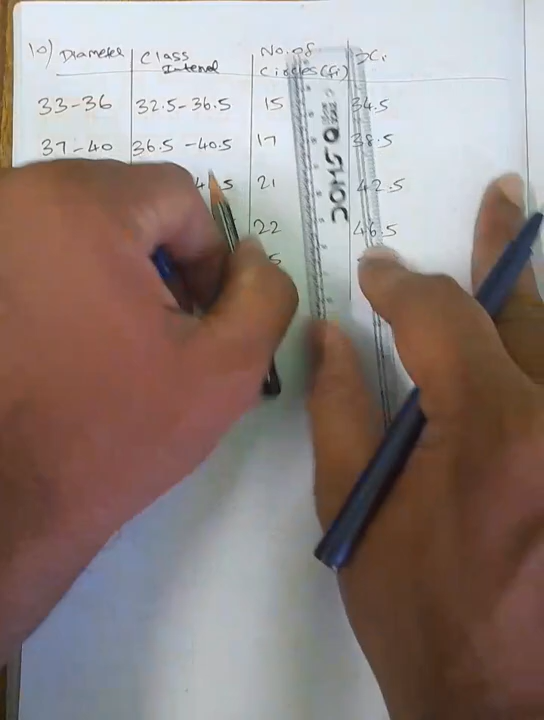 10) Diameter Class Interval No. of Circles (fi) xi
33-36 32.5-36.5 15 34.5
37-40 36.5-40.5 17 38.5
21 42.5
22 46.5
DOMSO